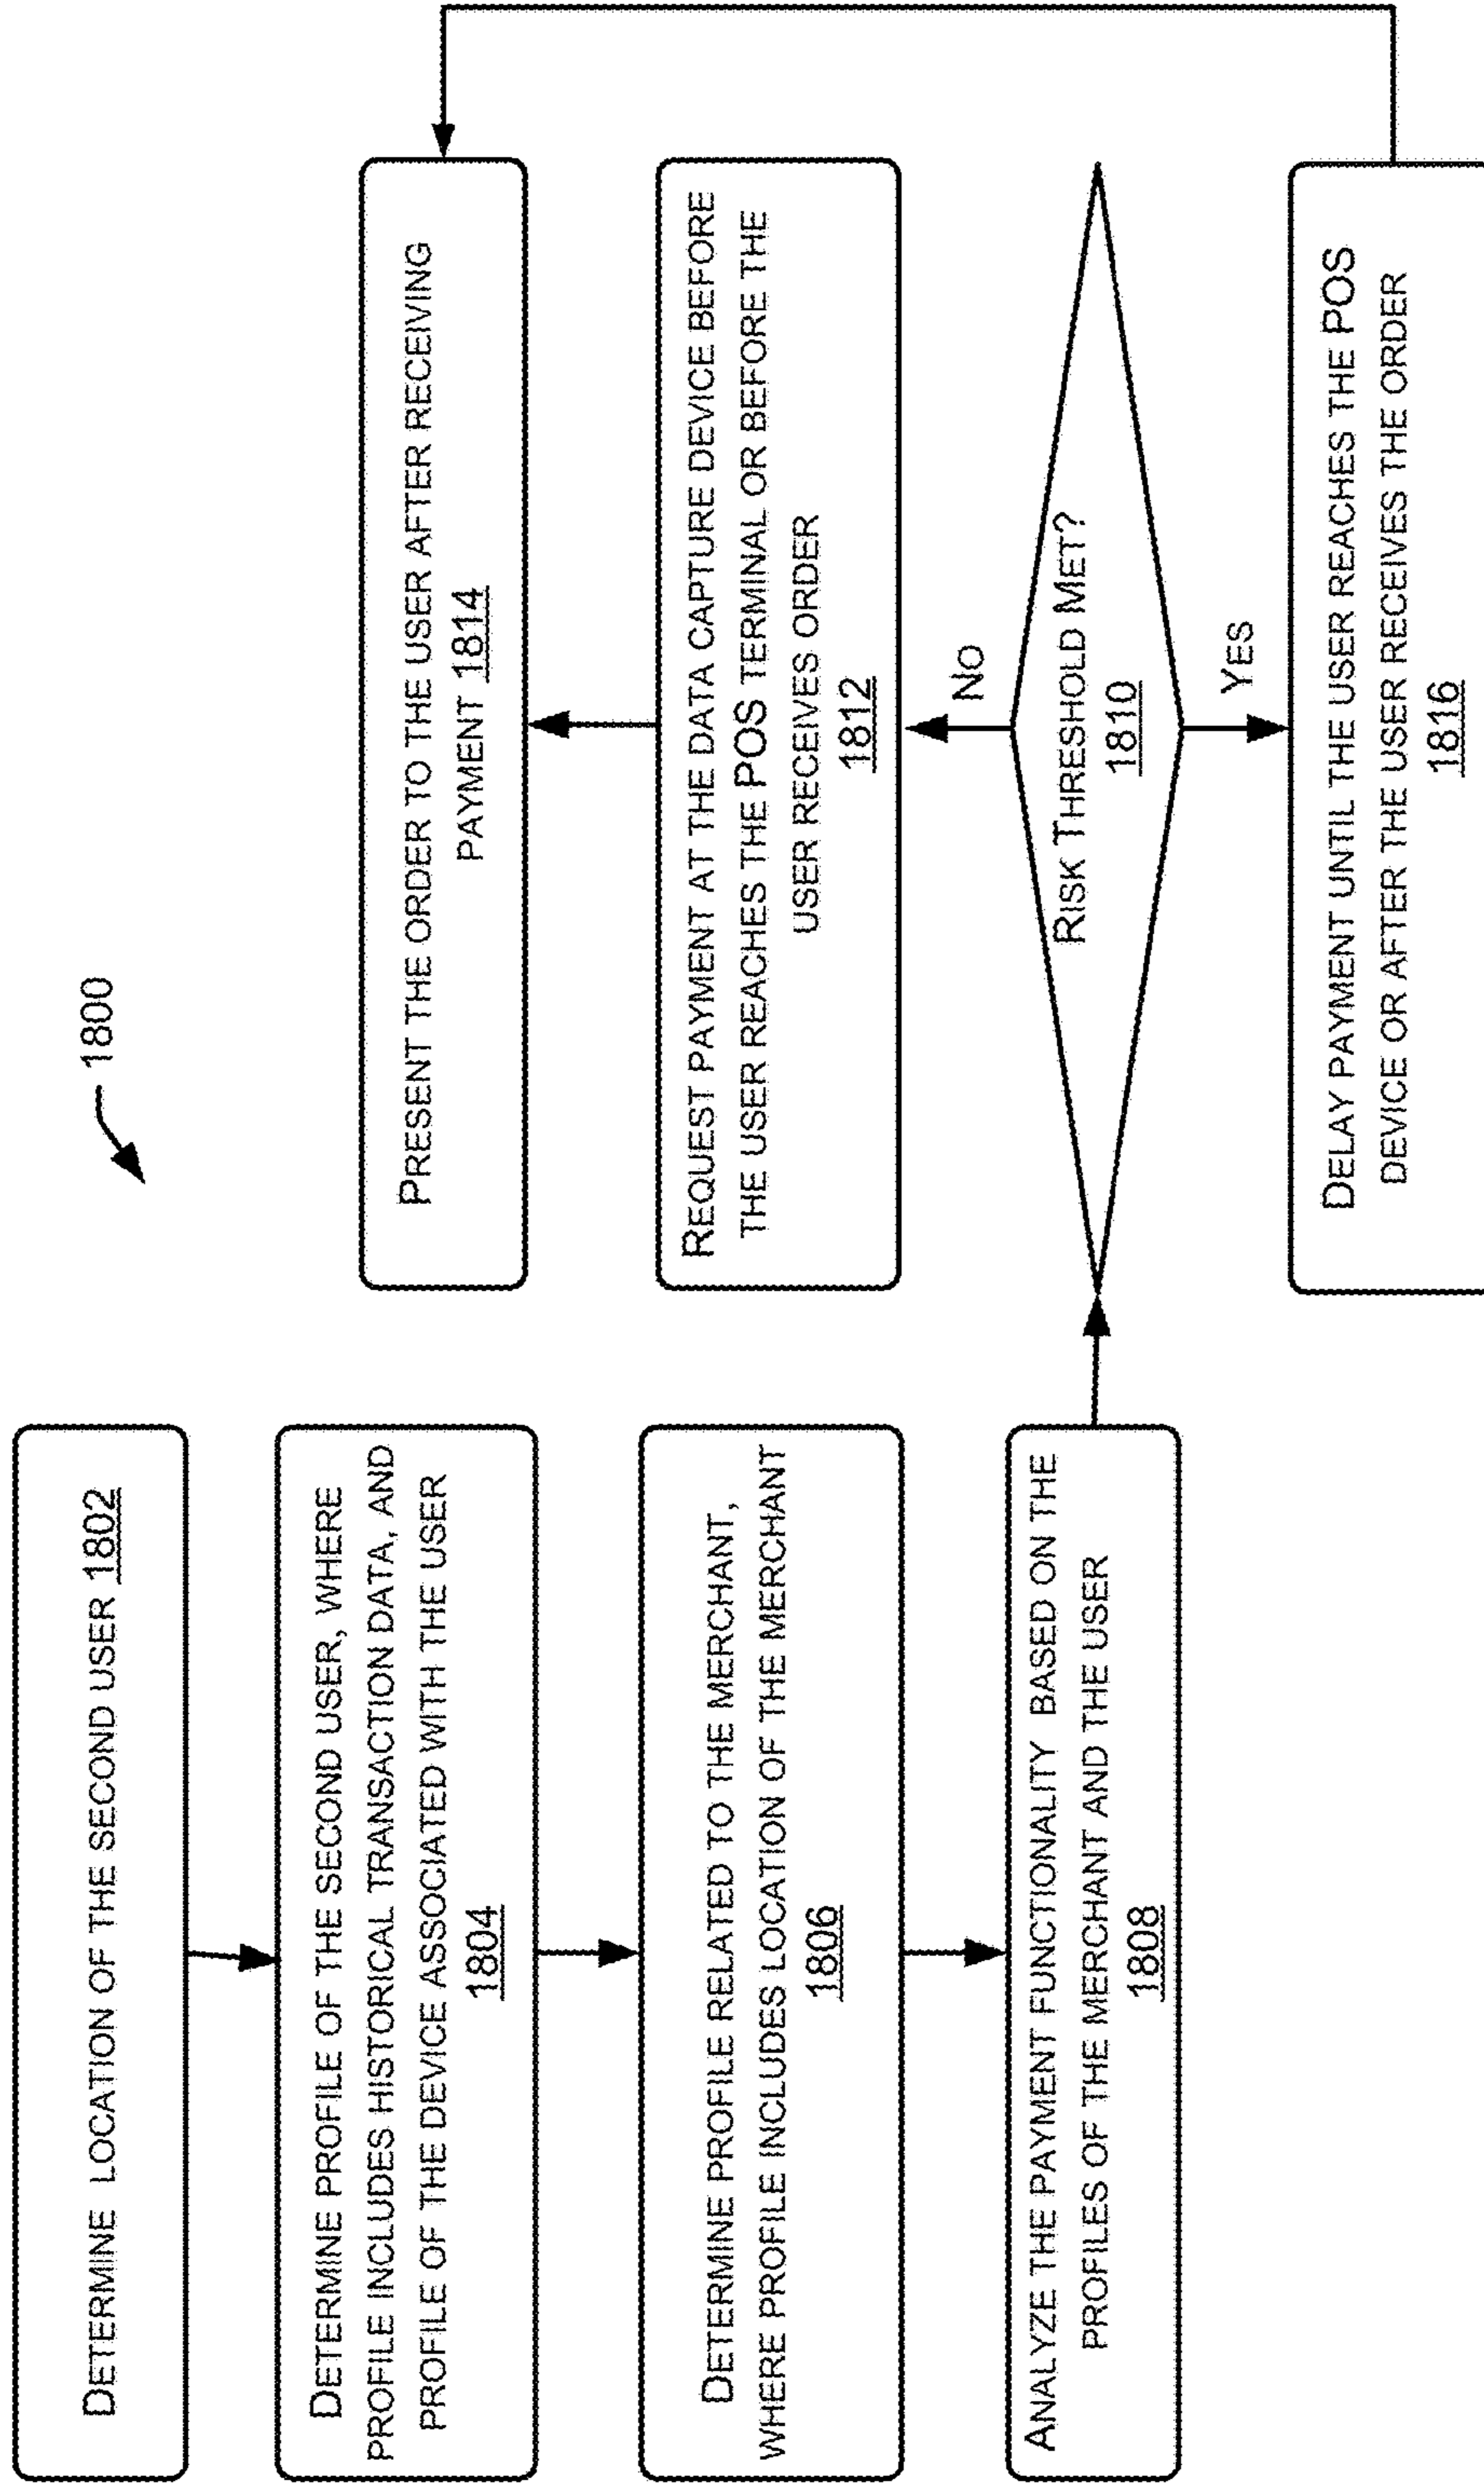 1800
DETERMINE LOCATION OF THE SECOND USER 1802
DETERMINE PROFILE OF THE SECOND USER, WHERE
PROFILE INCLUDES HISTORICAL TRANSACTION DATA, AND
PROFILE OF THE DEVICE ASSOCIATED WITH THE USER
1804
DETERMINE PROFILE RELATED TO THE MERCHANT,
WHERE PROFILE INCLUDES LOCATION OF THE MERCHANT
1806
ANALYZE THE PAYMENT FUNCTIONALITY BASED ON THE
PROFILES OF THE MERCHANT AND THE USER
1808
PRESENT THE ORDER TO THE USER AFTER RECEIVING
PAYMENT 1814
REQUEST PAYMENT AT THE DATA CAPTURE DEVICE BEFORE
THE USER REACHES THE POS TERMINAL OR BEFORE THE
USER RECEIVES ORDER
1812
NO
RISK THRESHOLD MET?
1810
YES
DELAY PAYMENT UNTIL THE USER REACHES THE POS
DEVICE OR AFTER THE USER RECEIVES THE ORDER
1816